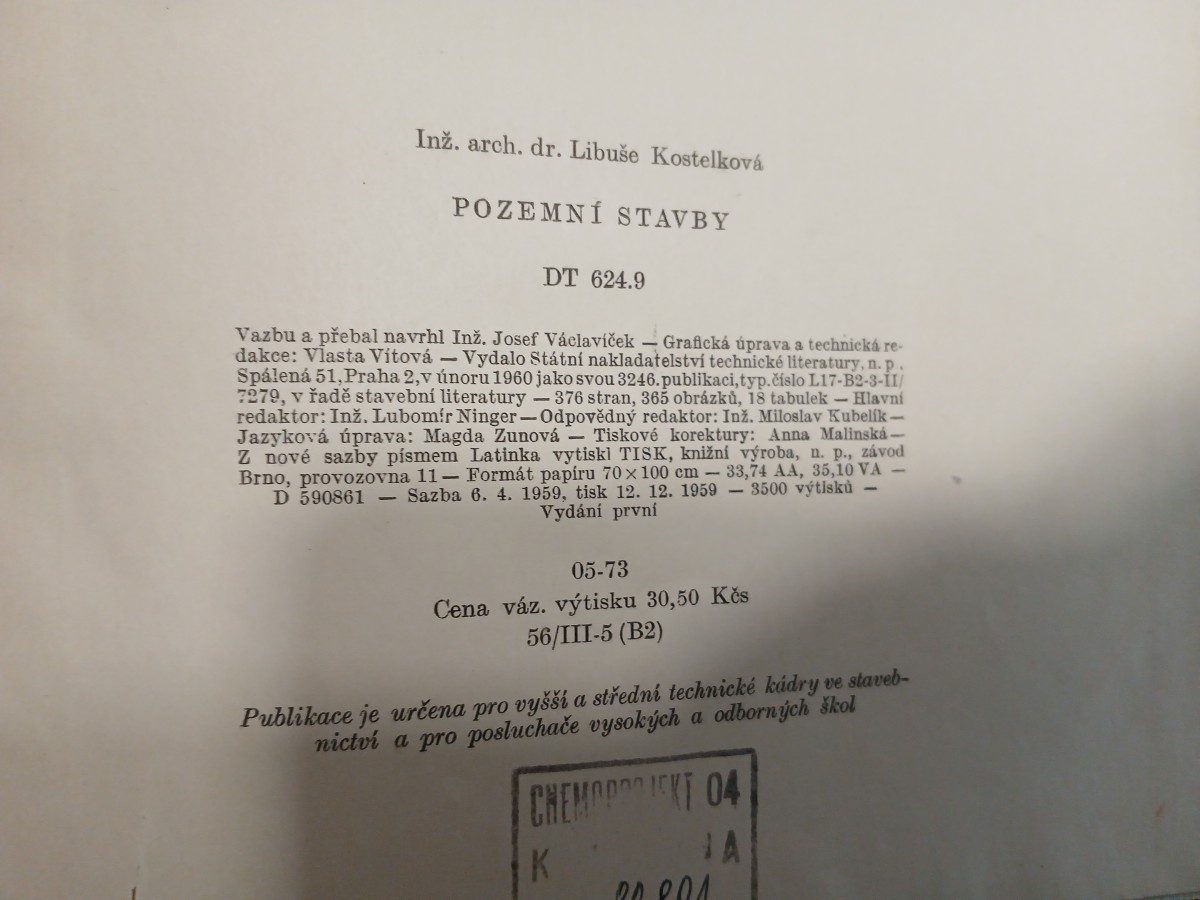 Inž. arch. dr. Libuše Kostelková
POZEMNÍ STAVBY
DT 624.9
Vazbu a přebal navrhl Inž. Josef Václavíček — Grafická úprava a technická re-
dakce: Vlasta Vítová — Vydalo Státní nakladatelství technické literatury, n. p.,
Spálená 51, Praha 2, v únoru 1960 jako svou 3246. publikaci, typ. číslo L17-B2-3-II/
7279, v řadě stavební literatury — 376 stran, 365 obrázků, 18 tabulek — Hlavní
redaktor: Inž. Lubomír Ninger — Odpovědný redaktor: Inž. Miloslav Kubelík —
Jazyková úprava: Magda Zunová — Tiskové korektury: Anna Malinská —
Z nové sazby písmem Latinka vytiskl TISK, knižní výroba, n. p., závod
Brno, provozovna 11 — Formát papíru 70 × 100 cm — 33,74 AA, 35,10 VA —
D 590861 — Sazba 6. 4. 1959, tisk 12. 12. 1959 — 3500 výtisků —
Vydání první
05-73
Cena váz. výtisku 30,50 Kčs
56/III-5 (B2)
Publikace je určena pro vyšší a střední technické kádry ve staveb-
nictví a pro posluchače vysokých a odborných škol
CHEMOPROJEKT 04
K A